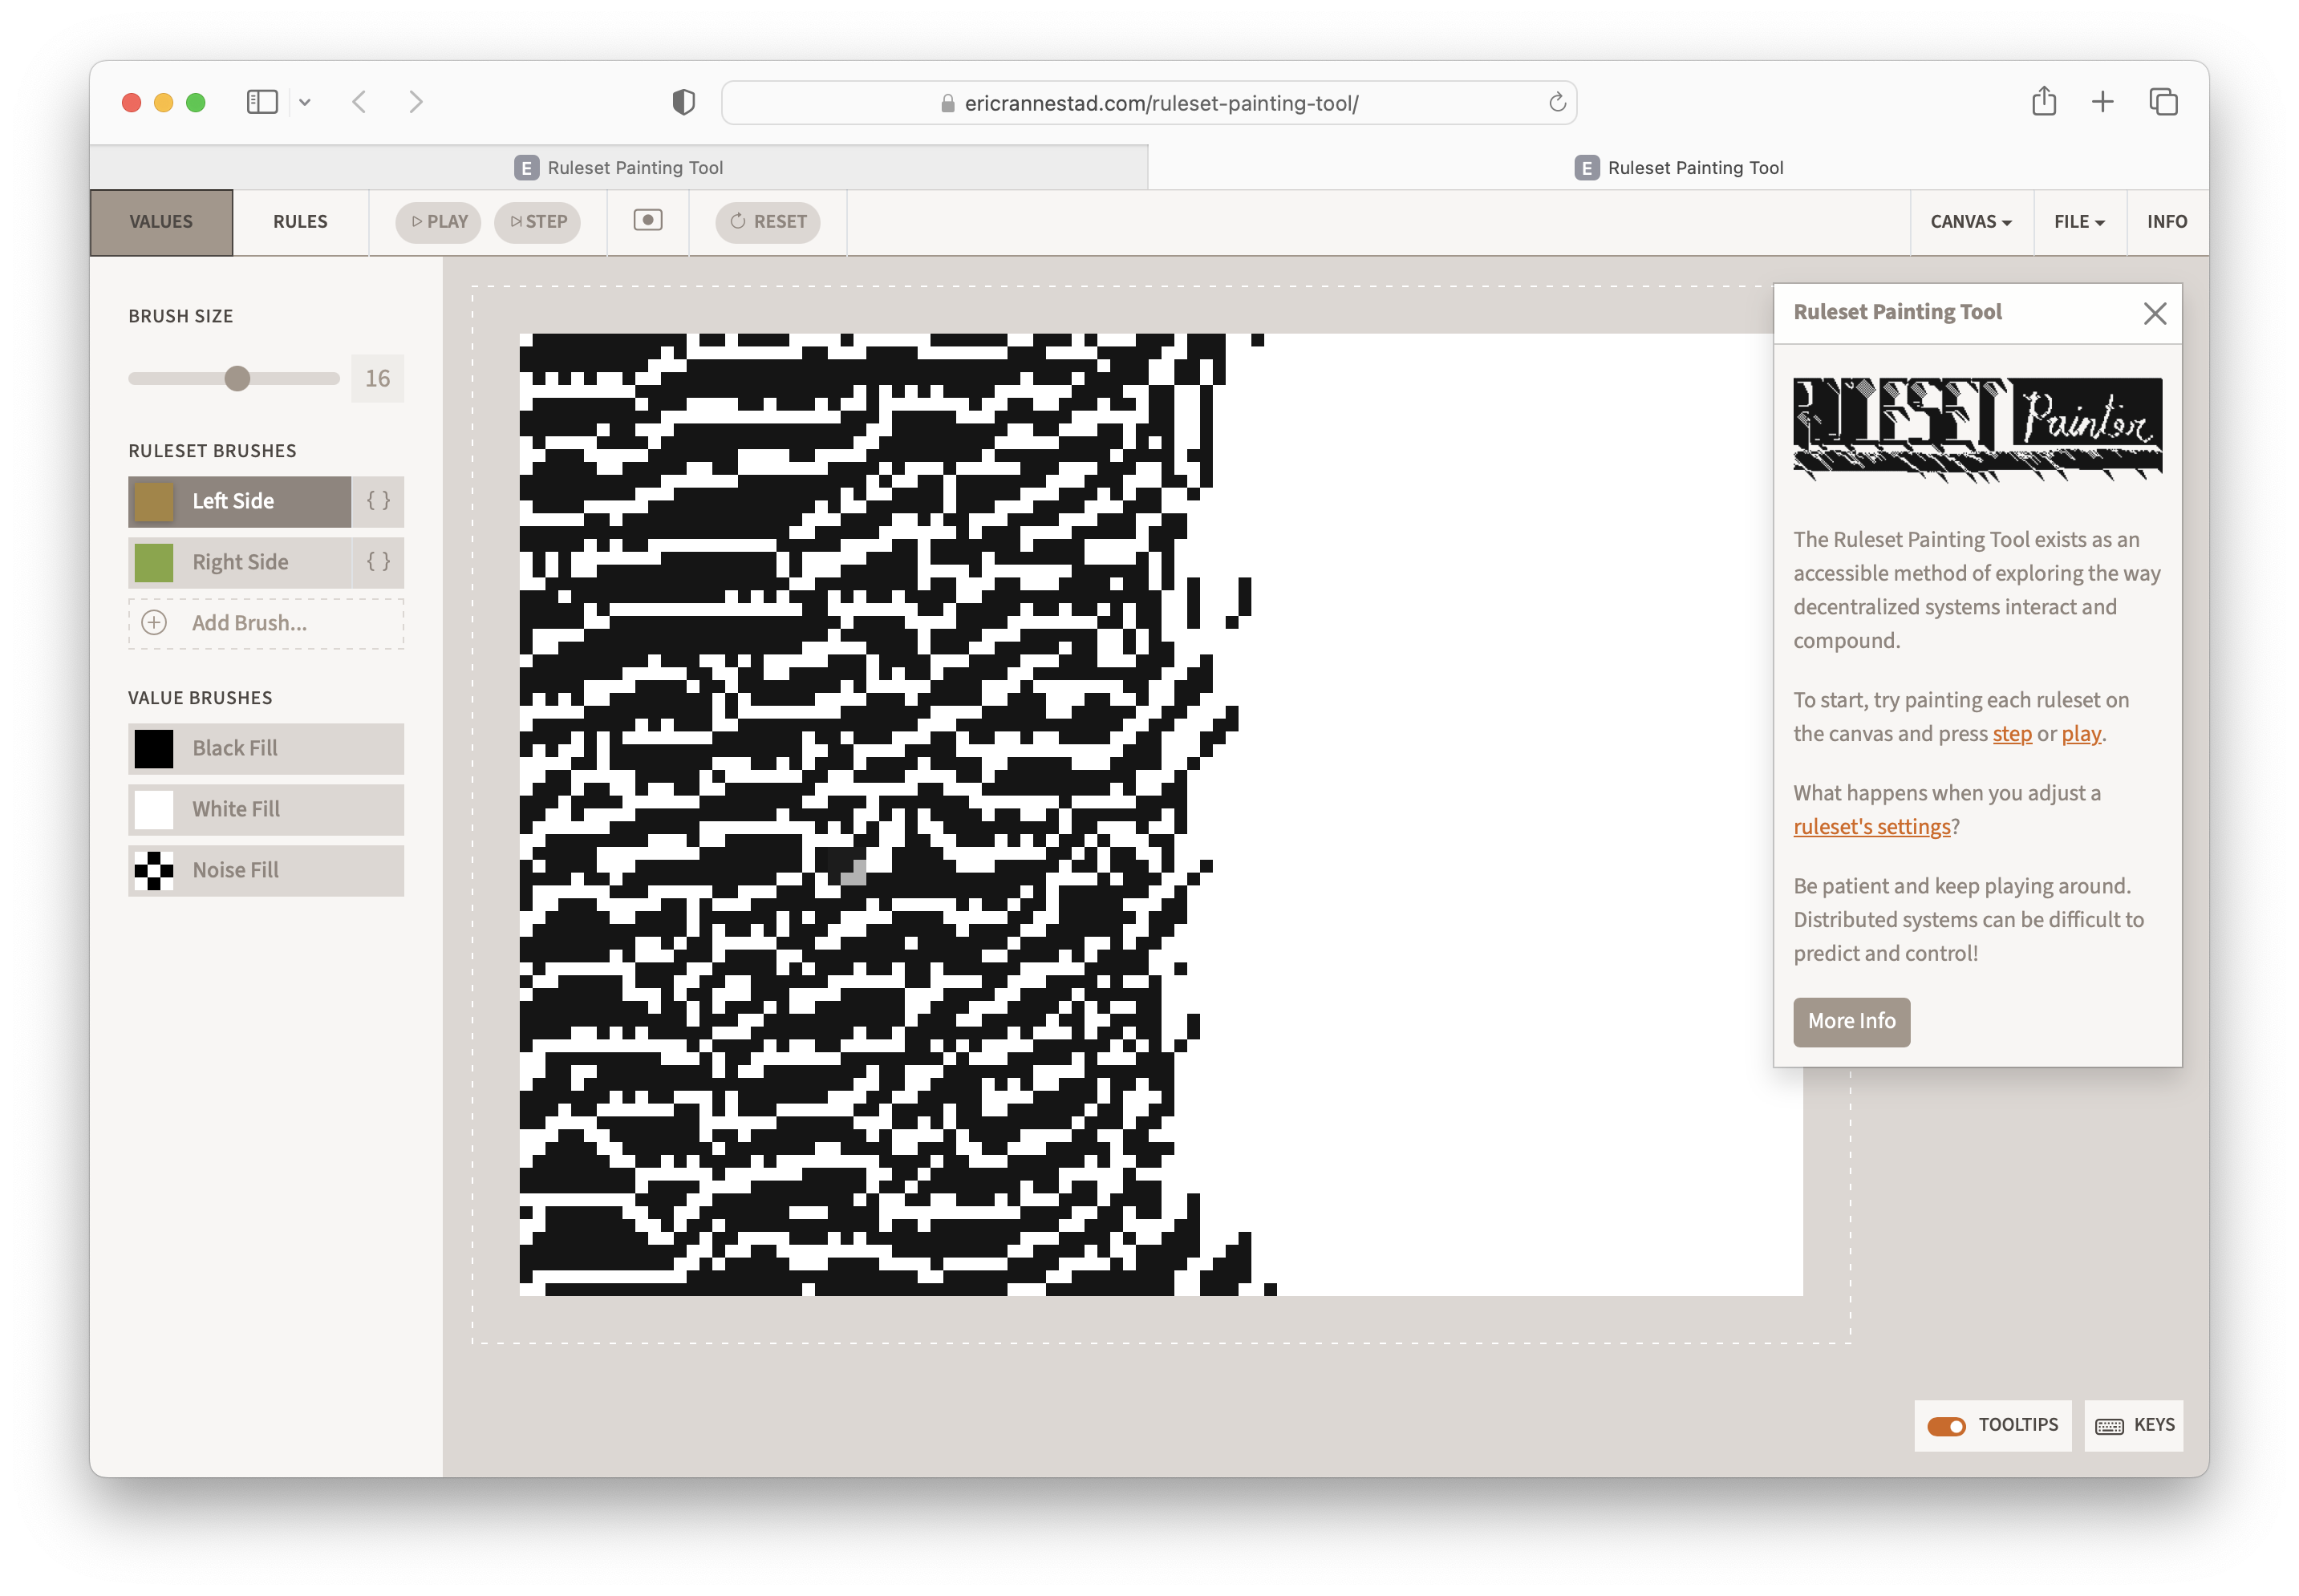 ericrannestad.com/ruleset-painting-tool/
E Ruleset Painting Tool
E Ruleset Painting Tool
VALUES
RULES
PLAY
STEP
RESET
CANVAS
FILE
INFO
BRUSH SIZE
16
RULESET BRUSHES
Left Side { }
Right Side { }
Add Brush...
VALUE BRUSHES
Black Fill
White Fill
Noise Fill
Ruleset Painting Tool
RULESET Painter
The Ruleset Painting Tool exists as an
accessible method of exploring the way
decentralized systems interact and
compound.
To start, try painting each ruleset on
the canvas and press step or play.
What happens when you adjust a
ruleset's settings?
Be patient and keep playing around.
Distributed systems can be difficult to
predict and control!
More Info
TOOLTIPS
KEYS